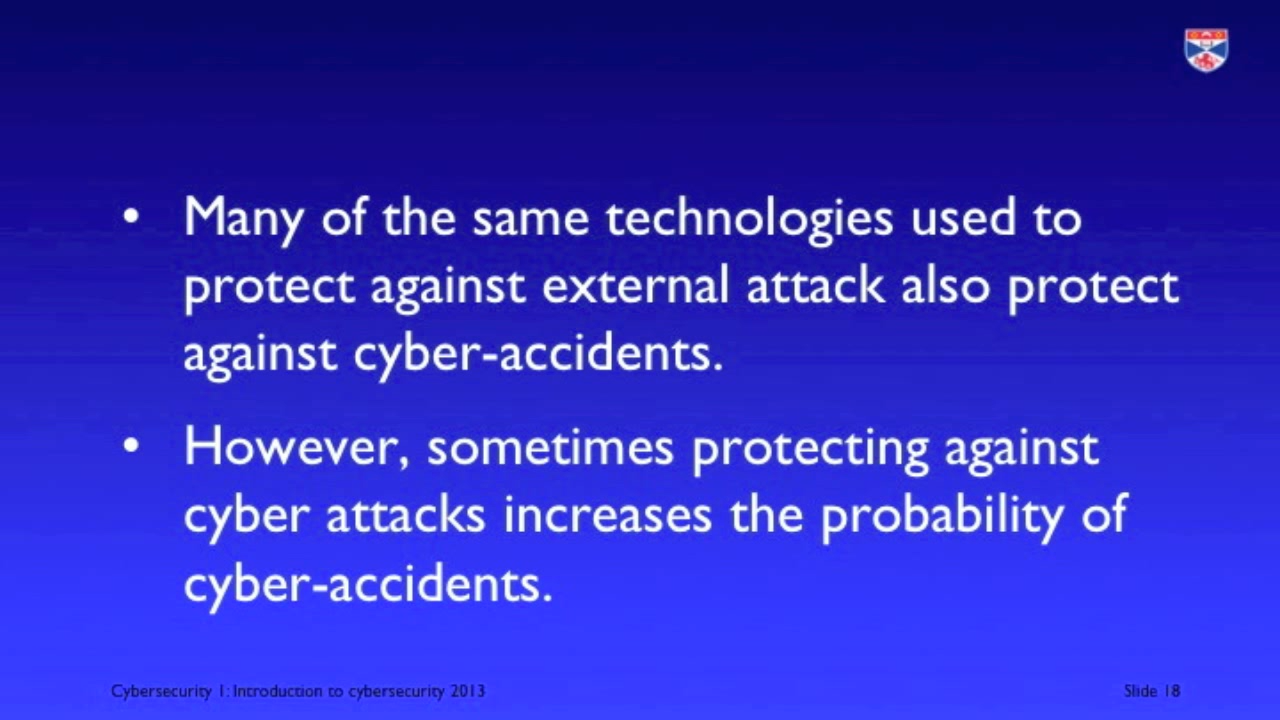 • Many of the same technologies used to
protect against external attack also protect
against cyber-accidents.
• However, sometimes protecting against
cyber attacks increases the probability of
cyber-accidents.
Cybersecurity 1: Introduction to cybersecurity 2013
Slide 18